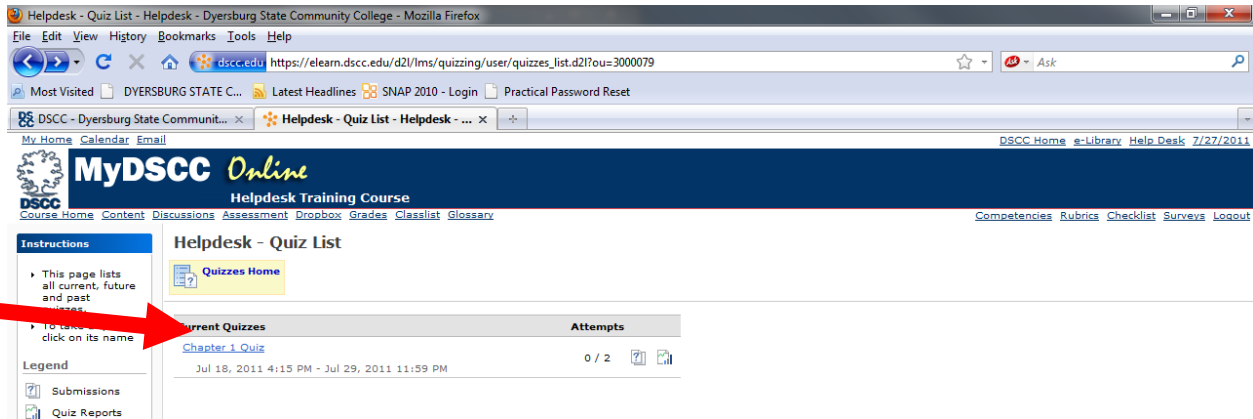 Helpdesk - Quiz List - Helpdesk - Dyersburg State Community College - Mozilla Firefox
File Edit View History Bookmarks Tools Help
dscc.edu https://elearn.dscc.edu/d2l/lms/quizzing/user/quizzes_list.d2l?ou=3000079
Ask
Most Visited DYERSBURG STATE C... Latest Headlines SNAP 2010 - Login Practical Password Reset
DSCC - Dyersburg State Communit... Helpdesk - Quiz List - Helpdesk - ...
My Home Calendar Email DSCC Home e-Library Help Desk 7/27/2011
DSCC MyDSCC Online
Helpdesk Training Course
Course Home Content Discussions Assessment Dropbox Grades Classlist Glossary Competencies Rubrics Checklist Surveys Logout
Instructions
This page lists
all current, future
and past
quizzes.
To take
click on its name
Legend
Submissions
Quiz Reports
Helpdesk - Quiz List
Quizzes Home
Current Quizzes Attempts
Chapter 1 Quiz 0 / 2
Jul 18, 2011 4:15 PM - Jul 29, 2011 11:59 PM